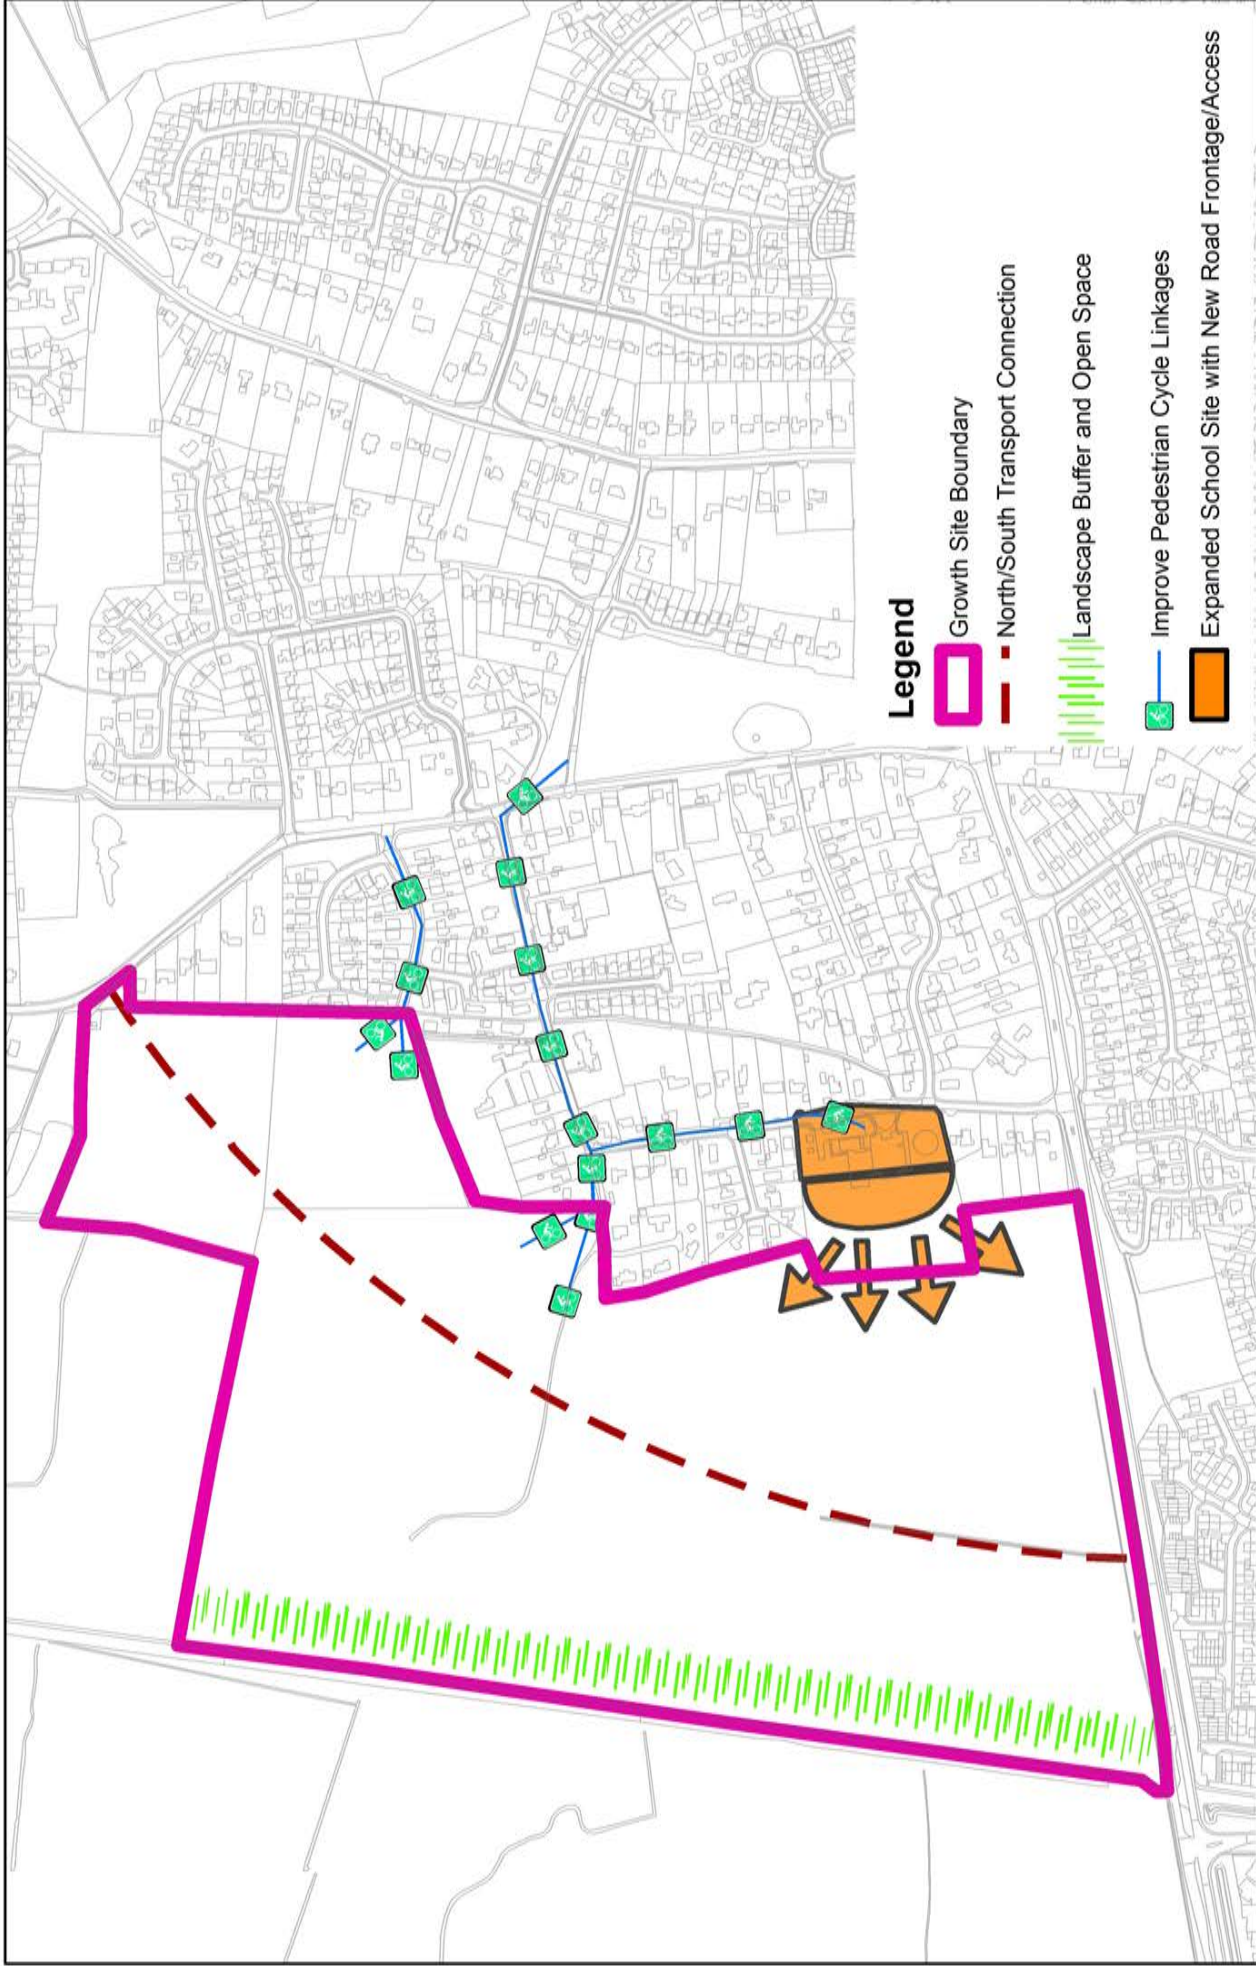 Legend
Growth Site Boundary
North/South Transport Connection
Landscape Buffer and Open Space
Improve Pedestrian Cycle Linkages
Expanded School Site with New Road Frontage/Access